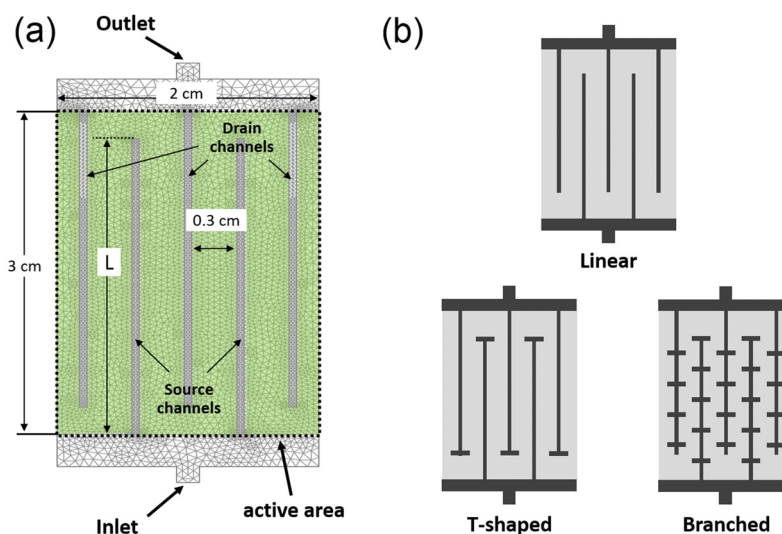 (a)
Outlet
2 cm
Drain
channels
0.3 cm
3 cm
L
Source
channels
Inlet
active area
(b)
Linear
T-shaped
Branched